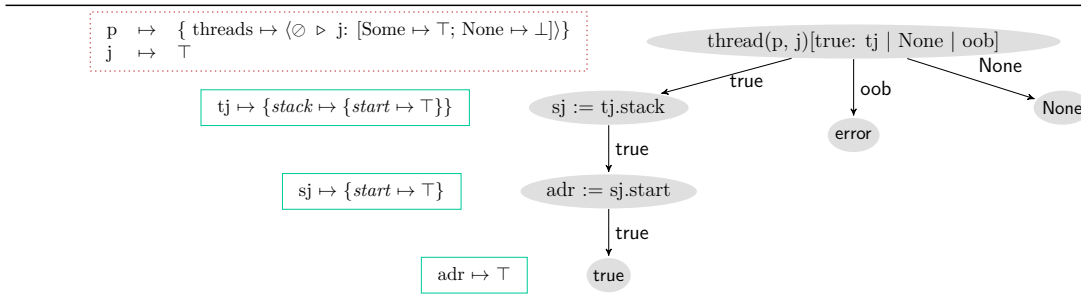 p ↦ { threads ↦ ⟨⊘ ▹ j: [Some ↦ ⊤; None ↦ ⊥]⟩}
j ↦ ⊤
thread(p, j)[true: tj | None | oob]
true
oob
None
tj ↦ {stack ↦ {start ↦ ⊤}}
sj := tj.stack
error
None
true
sj ↦ {start ↦ ⊤}
adr := sj.start
true
adr ↦ ⊤
true